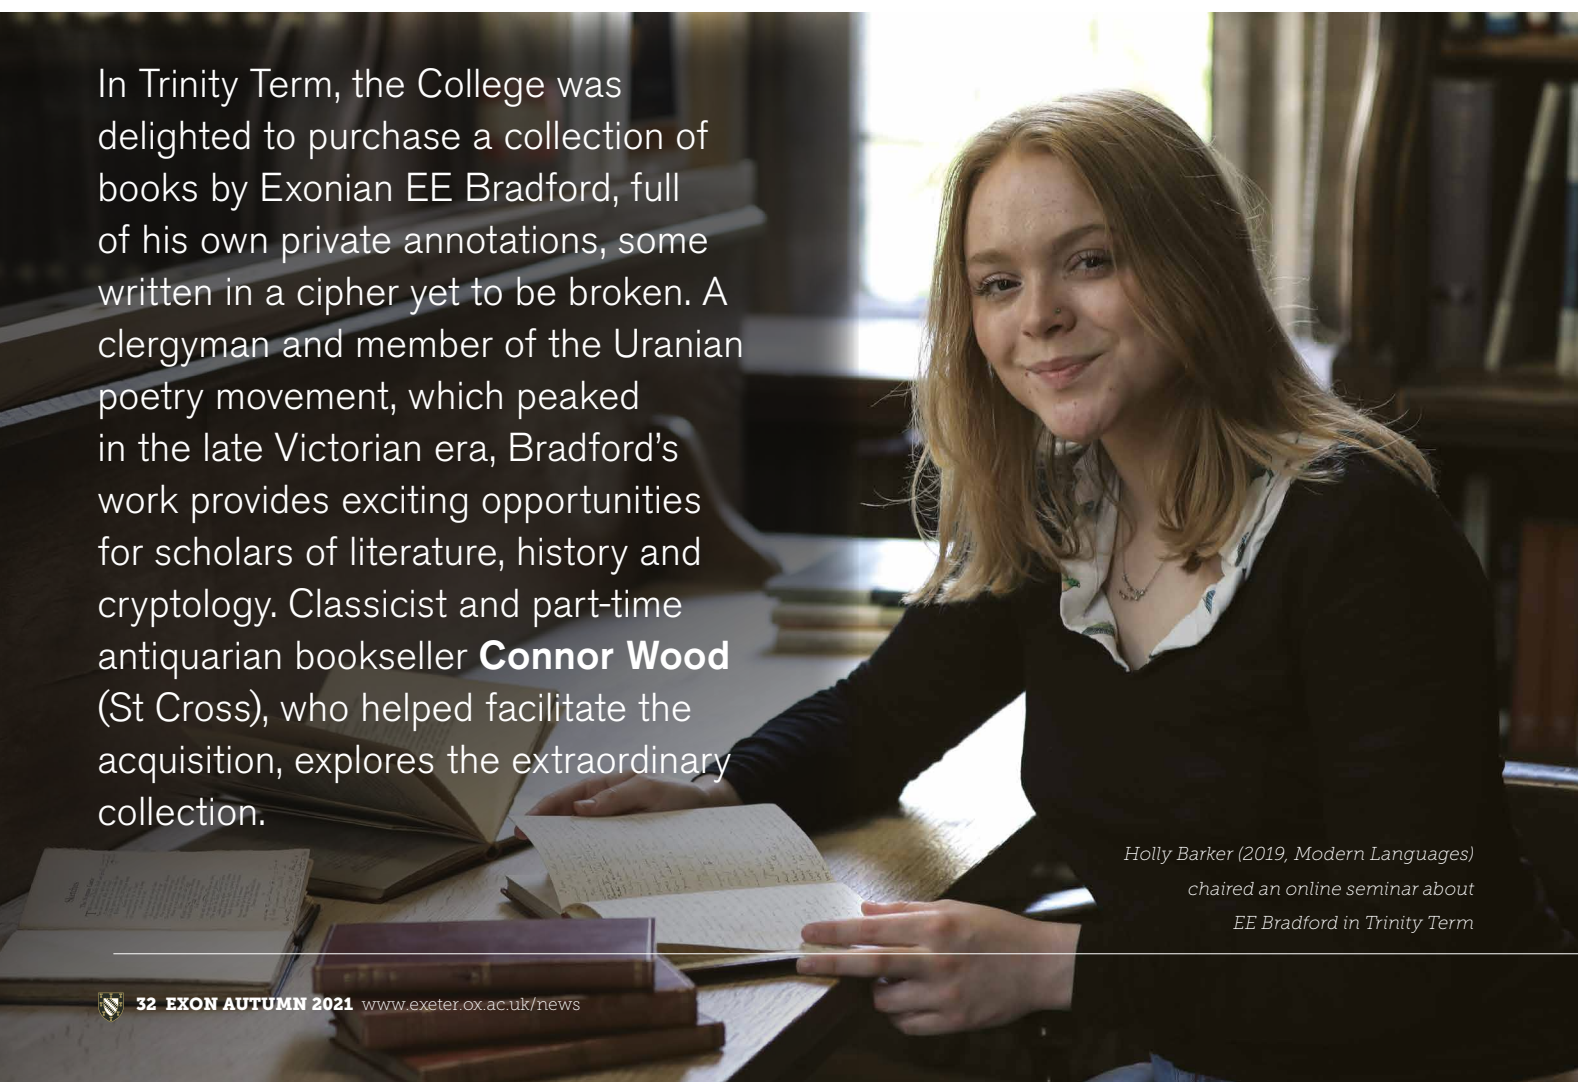 In Trinity Term, the College was
delighted to purchase a collection of
books by Exonian EE Bradford, full
of his own private annotations, some
written in a cipher yet to be broken. A
clergyman and member of the Uranian
poetry movement, which peaked
in the late Victorian era, Bradford’s
work provides exciting opportunities
for scholars of literature, history and
cryptology. Classicist and part-time
antiquarian bookseller Connor Wood
(St Cross), who helped facilitate the
acquisition, explores the extraordinary
collection.
Holly Barker (2019, Modern Languages)
chaired an online seminar about
EE Bradford in Trinity Term
32 EXON AUTUMN 2021 www.exeter.ox.ac.uk/news